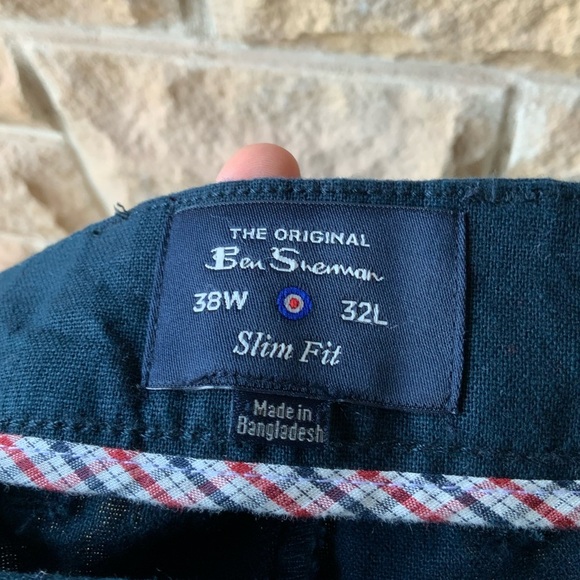 THE ORIGINAL
Ben Sherman
38W 32L
Slim Fit
Made in
Bangladesh